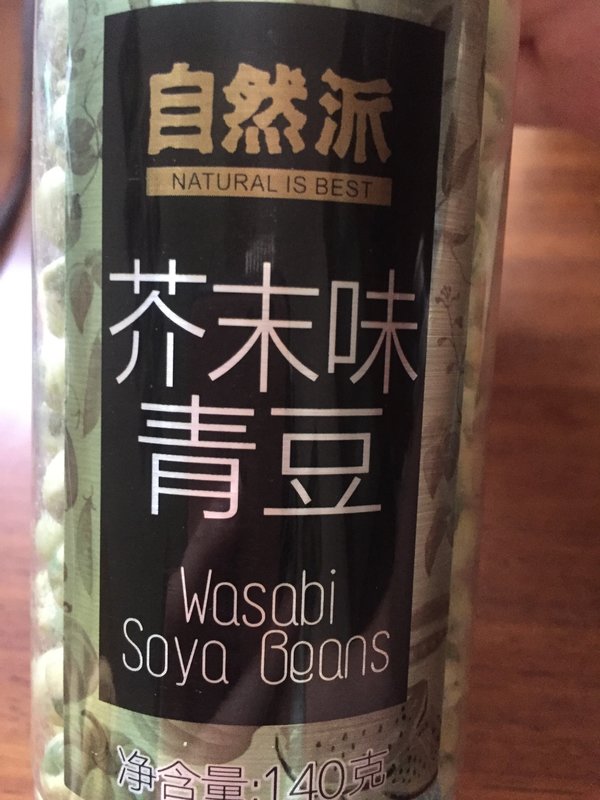 自然派
NATURAL IS BEST
芥末味
青豆
Wasabi
Soya Beans
净含量:140克